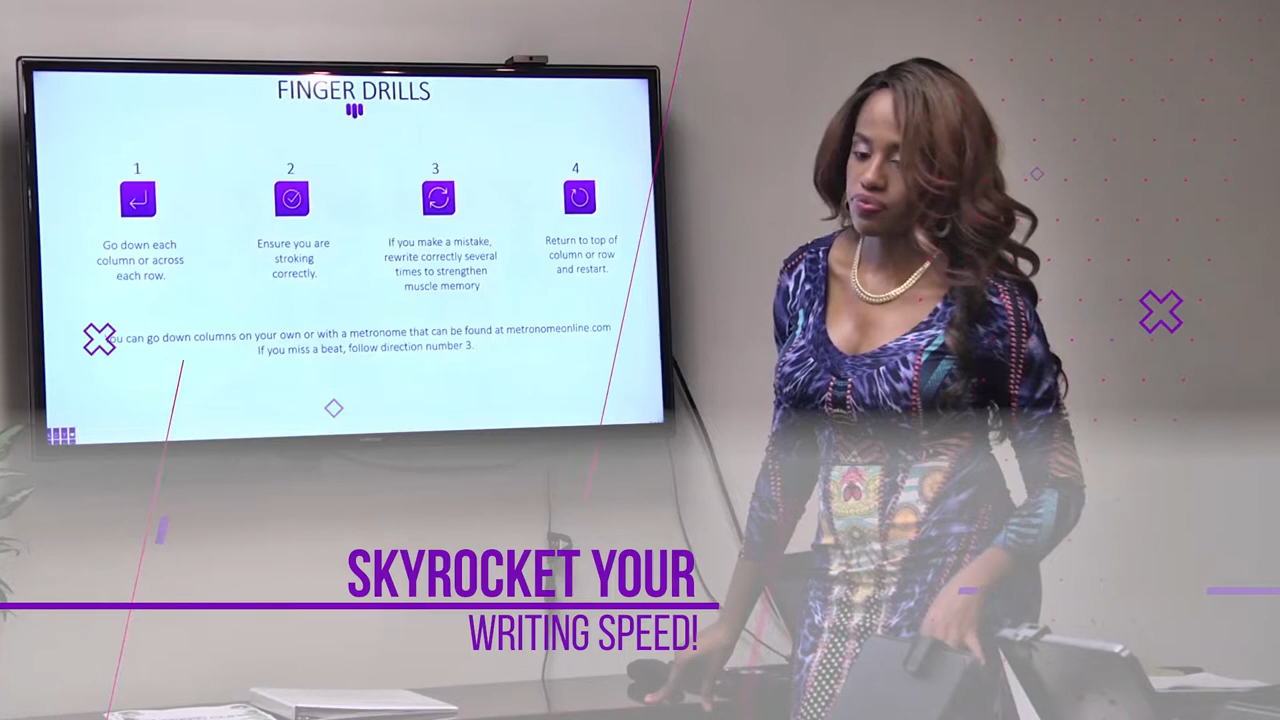 FINGER DRILLS
1
Go down each
column or across
each row.
2
Ensure you are
stroking
correctly.
3
If you make a mistake,
rewrite correctly several
times to strengthen
muscle memory
4
Return to top of
column or row
and restart.
You can go down columns on your own or with a metronome that can be found at metronomeonline.com
If you miss a beat, follow direction number 3.
SKYROCKET YOUR
WRITING SPEED!